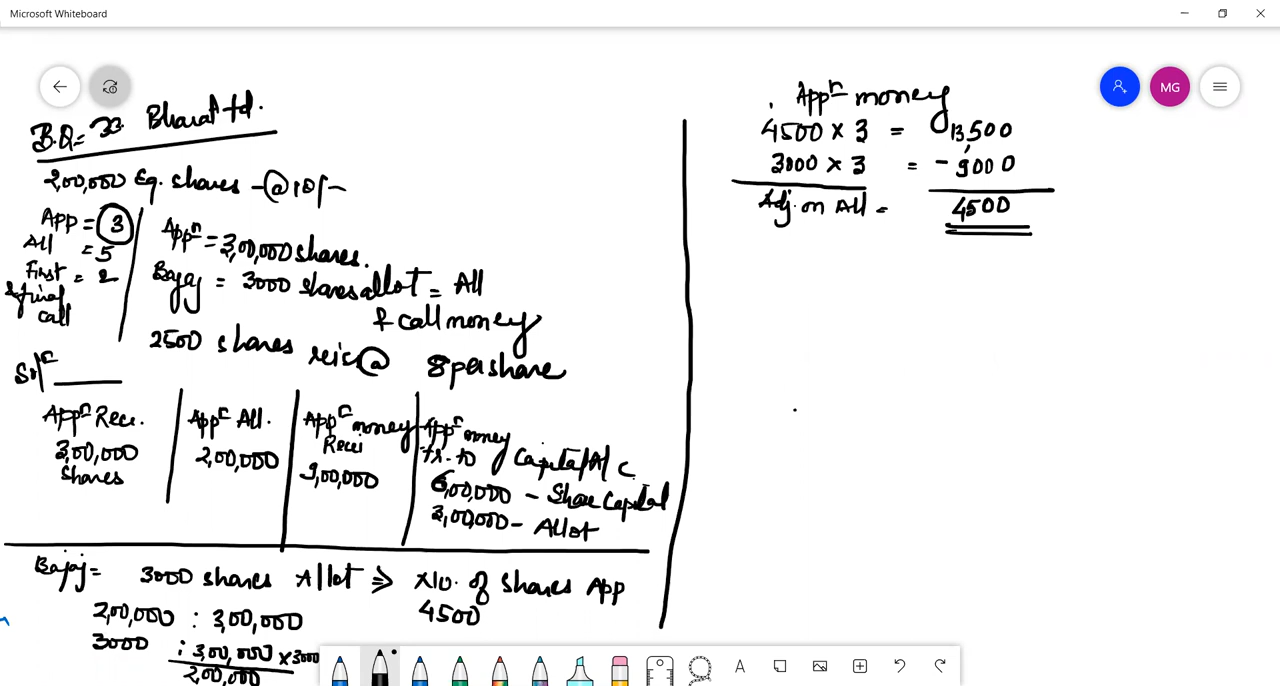 Microsoft Whiteboard
MG
B.Q = 33. Bharat Ltd.
2,00,000 Eq. shares - @ 10/-
App = 3
All = 5
First = 2
& final
call
Appⁿ = 3,00,000 shares.
Bajaj = 3000 shares allot = All
& call money
2500 shares reis @ 8 per share
Solⁿ
Appⁿ Rece.
3,00,000
shares
Appⁿ All.
2,00,000
Appⁿ money
Recei
9,00,000
Appⁿ money
tr. to Capital A/c
6,00,000 - Share Capital
3,00,000 - Allot
Bajaj = 3000 shares Allot ⇒ No. of shares App
2,00,000 : 3,00,000 4500
3000 : 3,00,000 x 3000
2,00,000
Appⁿ money
4500 x 3 = 13,500
3000 x 3 = - 9000
Adj. on All = 4500
A